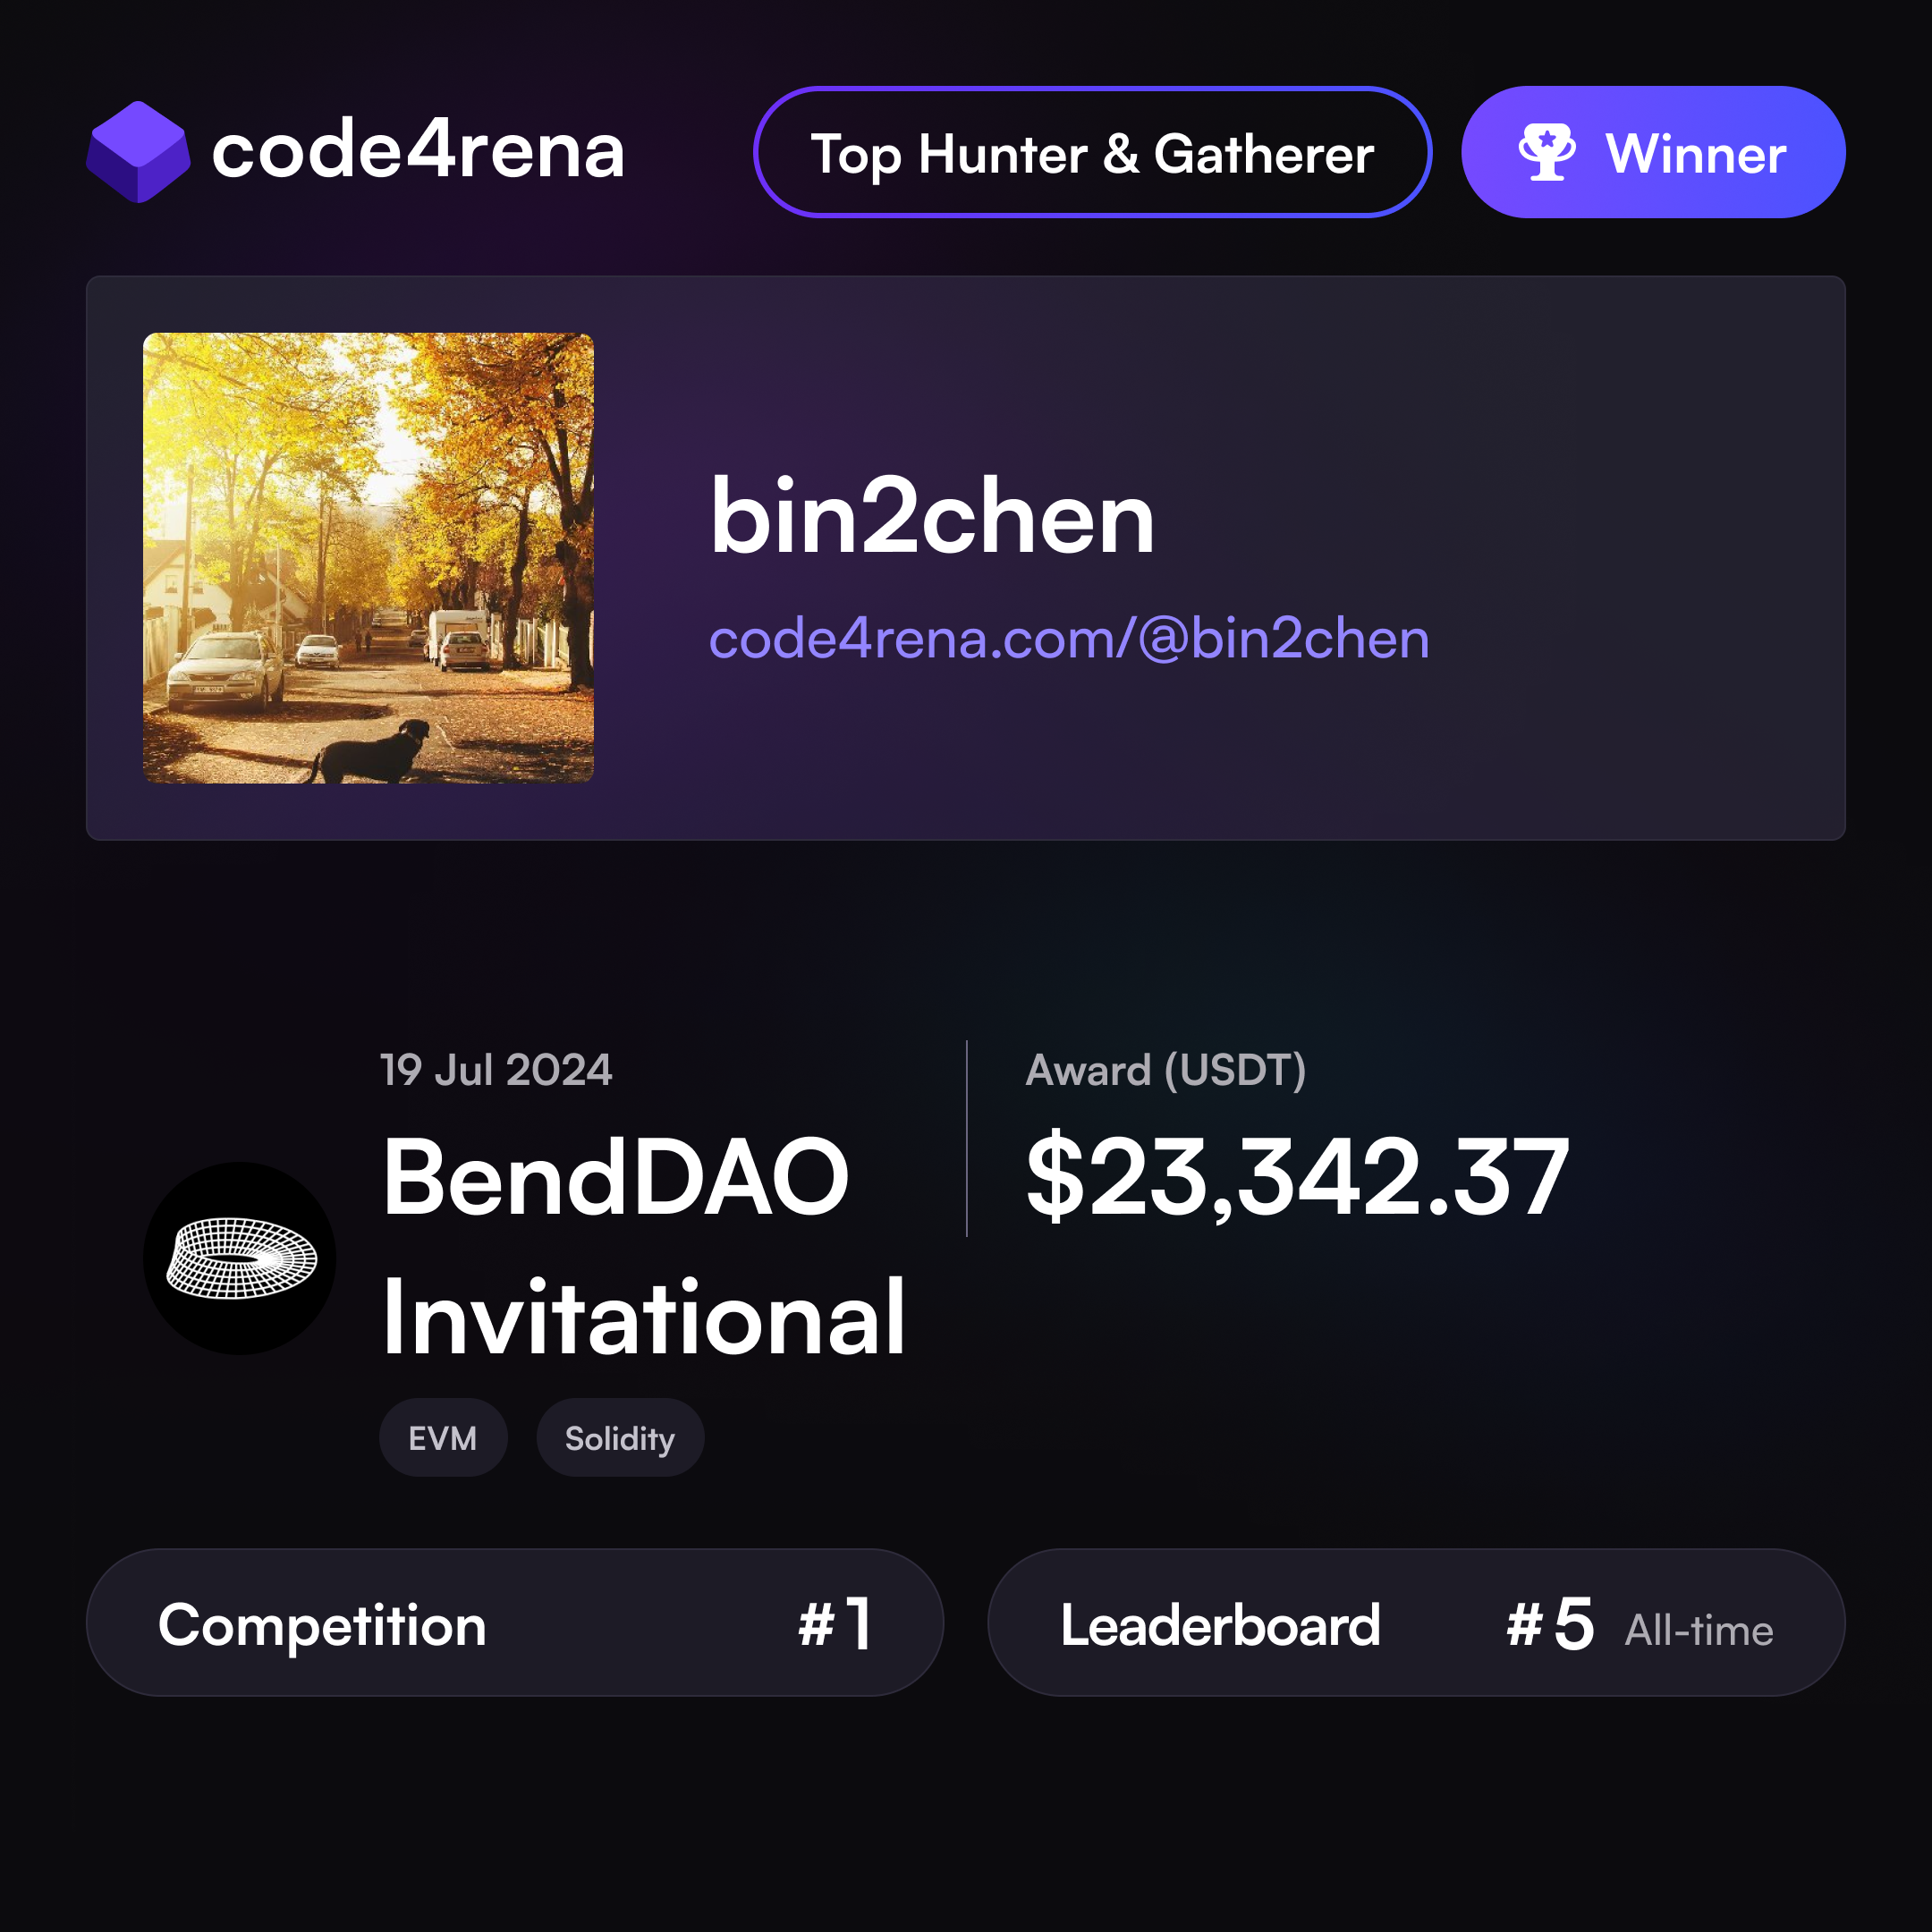 code4rena
Top Hunter & Gatherer
Winner
bin2chen
code4rena.com/@bin2chen
19 Jul 2024
BendDAO
Invitational
EVM
Solidity
Award (USDT)
$23,342.37
Competition
#1
Leaderboard
#5 All-time